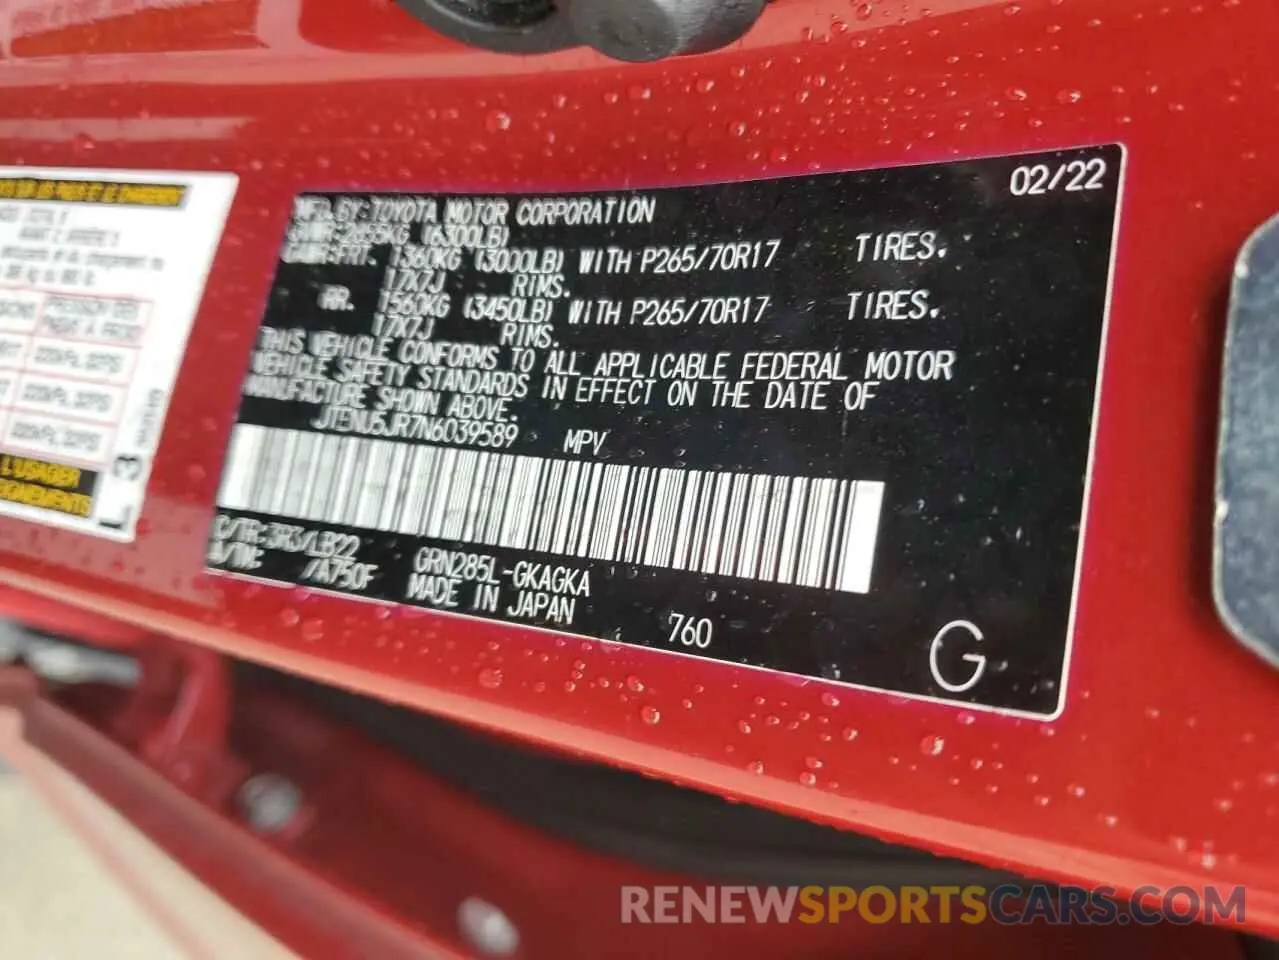 02/22
MFD. BY: TOYOTA MOTOR CORPORATION
GVWR: 2855KG (6300LB)
GAWR: FRT. 1360KG (3000LB) WITH P265/70R17 TIRES.
17X7J RIMS.
RR. 1560KG (3450LB) WITH P265/70R17 TIRES.
17X7J RIMS.
THIS VEHICLE CONFORMS TO ALL APPLICABLE FEDERAL MOTOR
VEHICLE SAFETY STANDARDS IN EFFECT ON THE DATE OF
MANUFACTURE SHOWN ABOVE.
JTENU5JR7N6039589 MPV
C/TR: 3R3/LB22 GRN285L-GKAGKA
A/TM: /A750F MADE IN JAPAN 760
G
L'USAGER
L 3
RENEWSPORTSCARS.COM